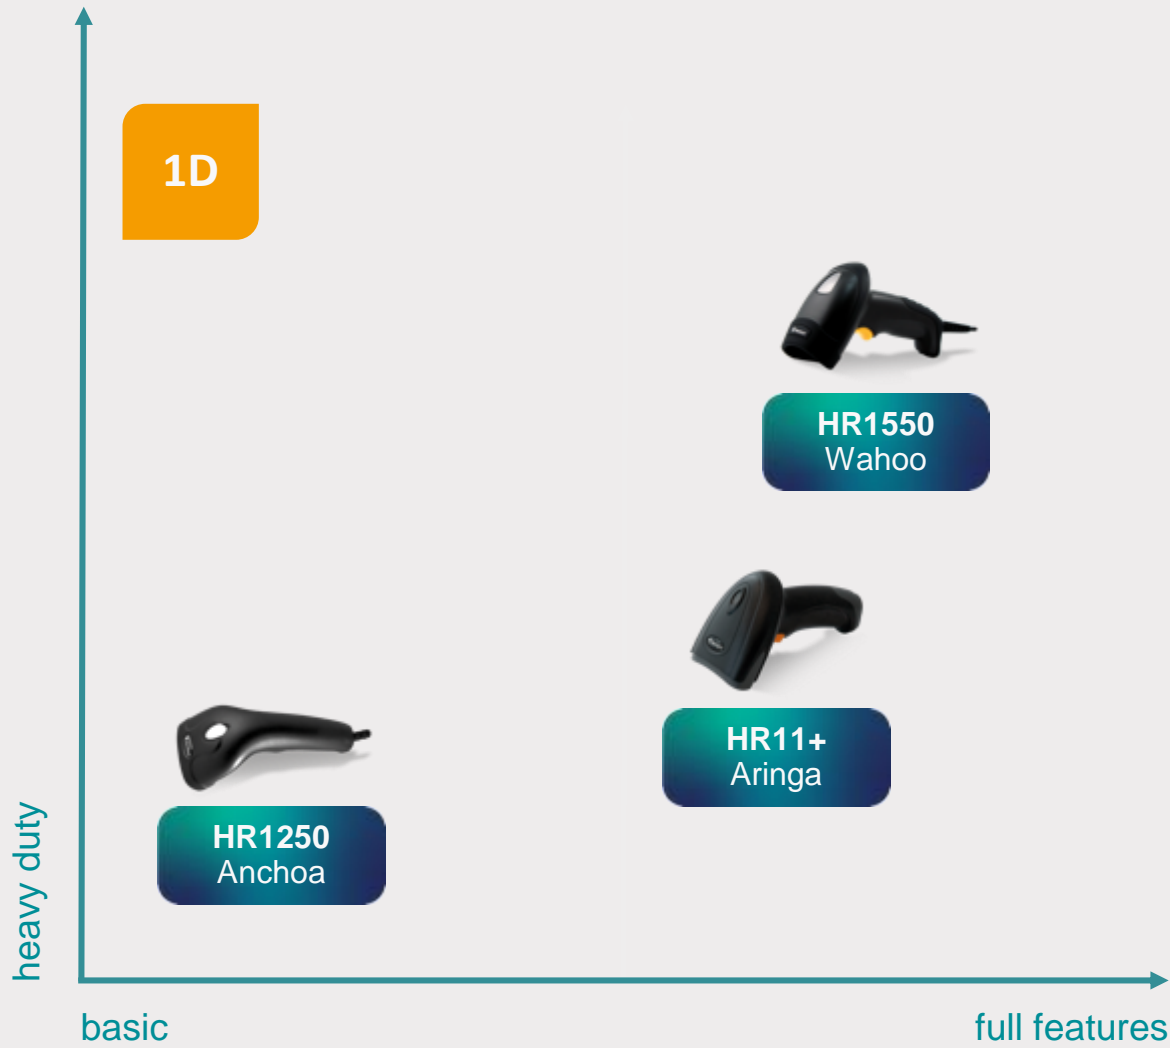 1D
HR1550
Wahoo
HR11+
Aringa
HR1250
Anchoa
heavy duty
basic
full features